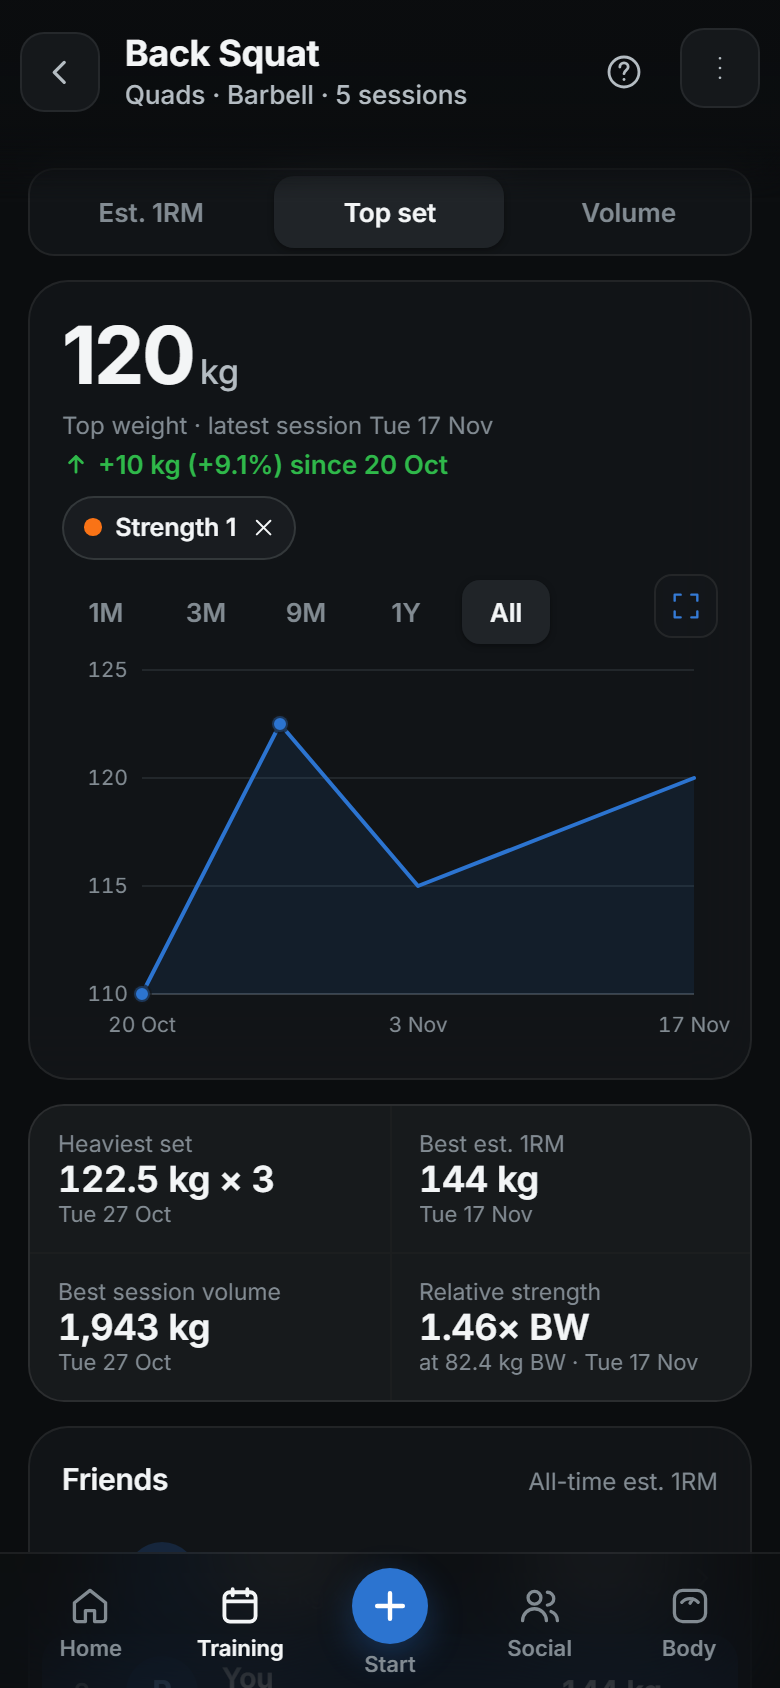 Back Squat
Quads · Barbell · 5 sessions
Est. 1RM
Top set
Volume
120 kg
Top weight · latest session Tue 17 Nov
↑ +10 kg (+9.1%) since 20 Oct
Strength 1 ×
1M
3M
9M
1Y
All
125
120
115
110
20 Oct
3 Nov
17 Nov
Heaviest set
122.5 kg × 3
Tue 27 Oct
Best est. 1RM
144 kg
Tue 17 Nov
Best session volume
1,943 kg
Tue 27 Oct
Relative strength
1.46× BW
at 82.4 kg BW · Tue 17 Nov
Friends
All-time est. 1RM
You
144 kg
Home
Training
Start
Social
Body